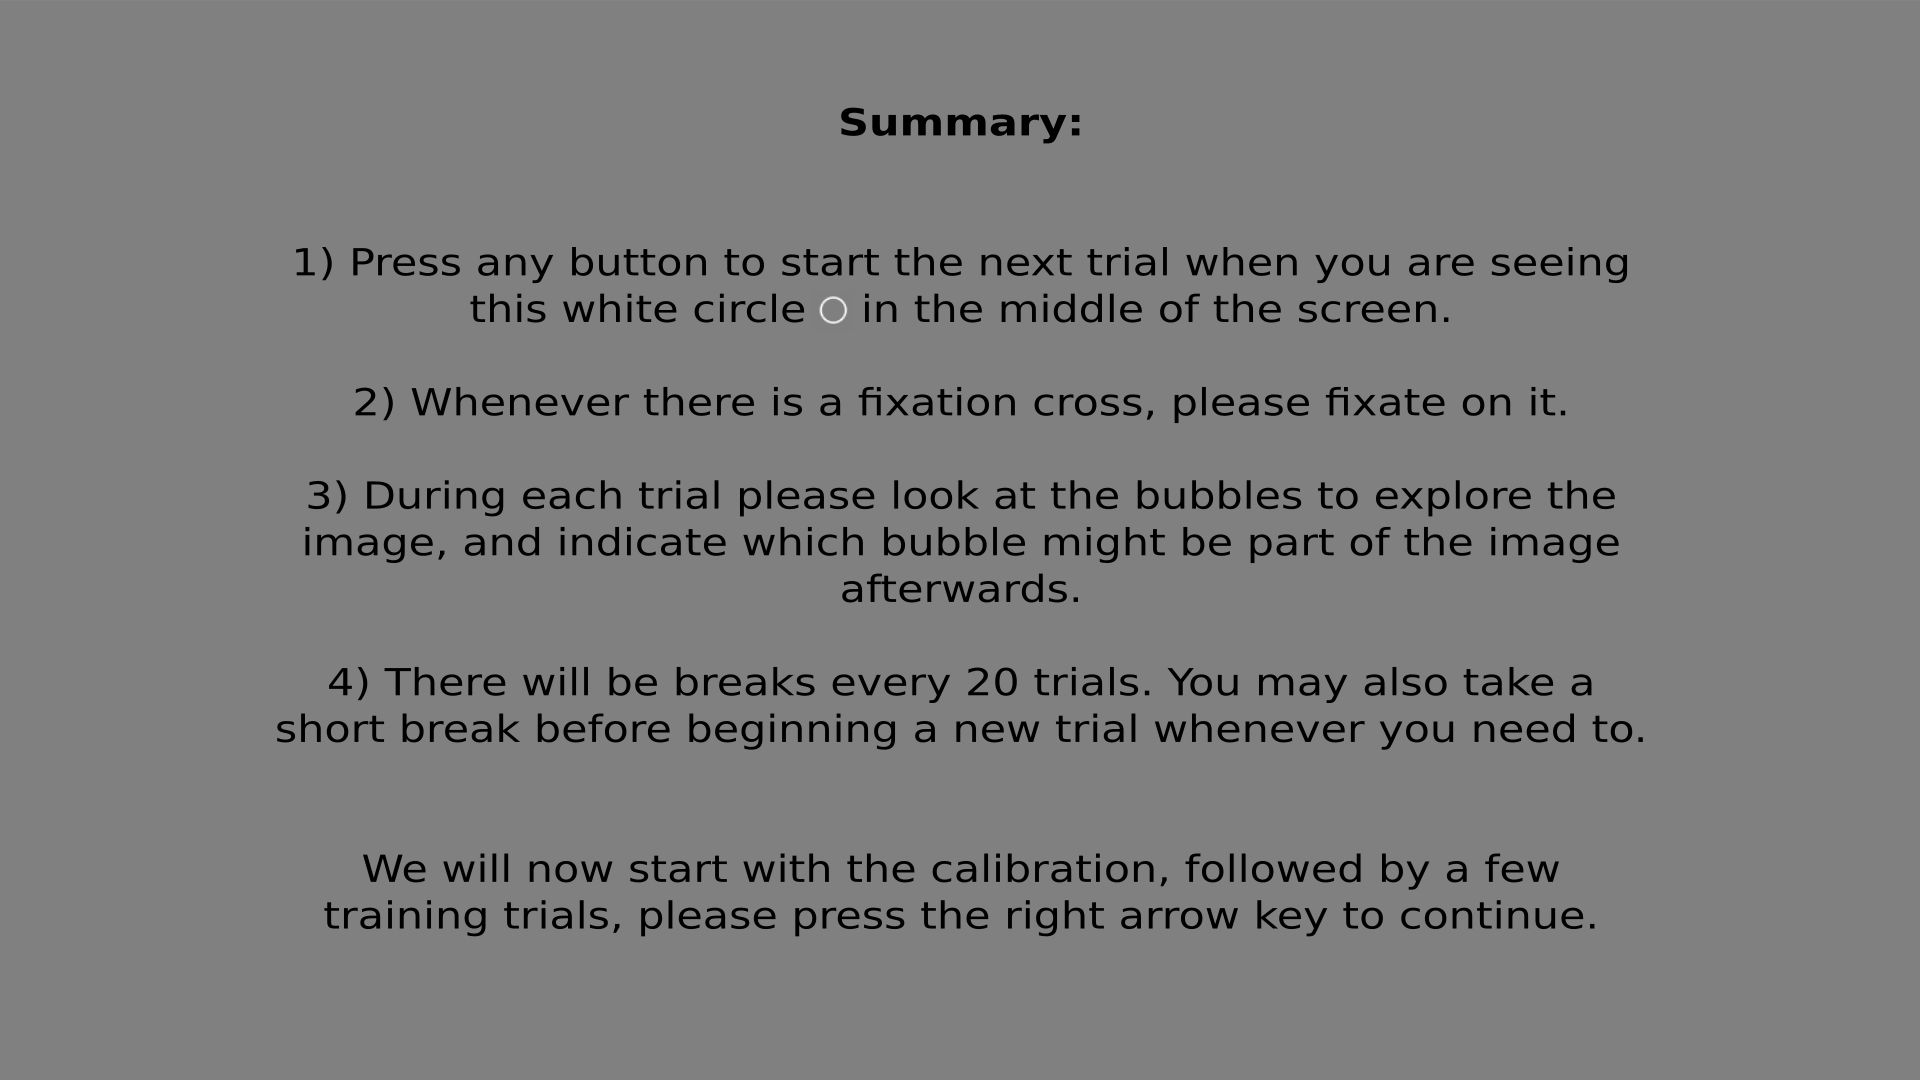 Summary:
1) Press any button to start the next trial when you are seeing
this white circle in the middle of the screen.
2) Whenever there is a fixation cross, please fixate on it.
3) During each trial please look at the bubbles to explore the
image, and indicate which bubble might be part of the image
afterwards.
4) There will be breaks every 20 trials. You may also take a
short break before beginning a new trial whenever you need to.
We will now start with the calibration, followed by a few
training trials, please press the right arrow key to continue.